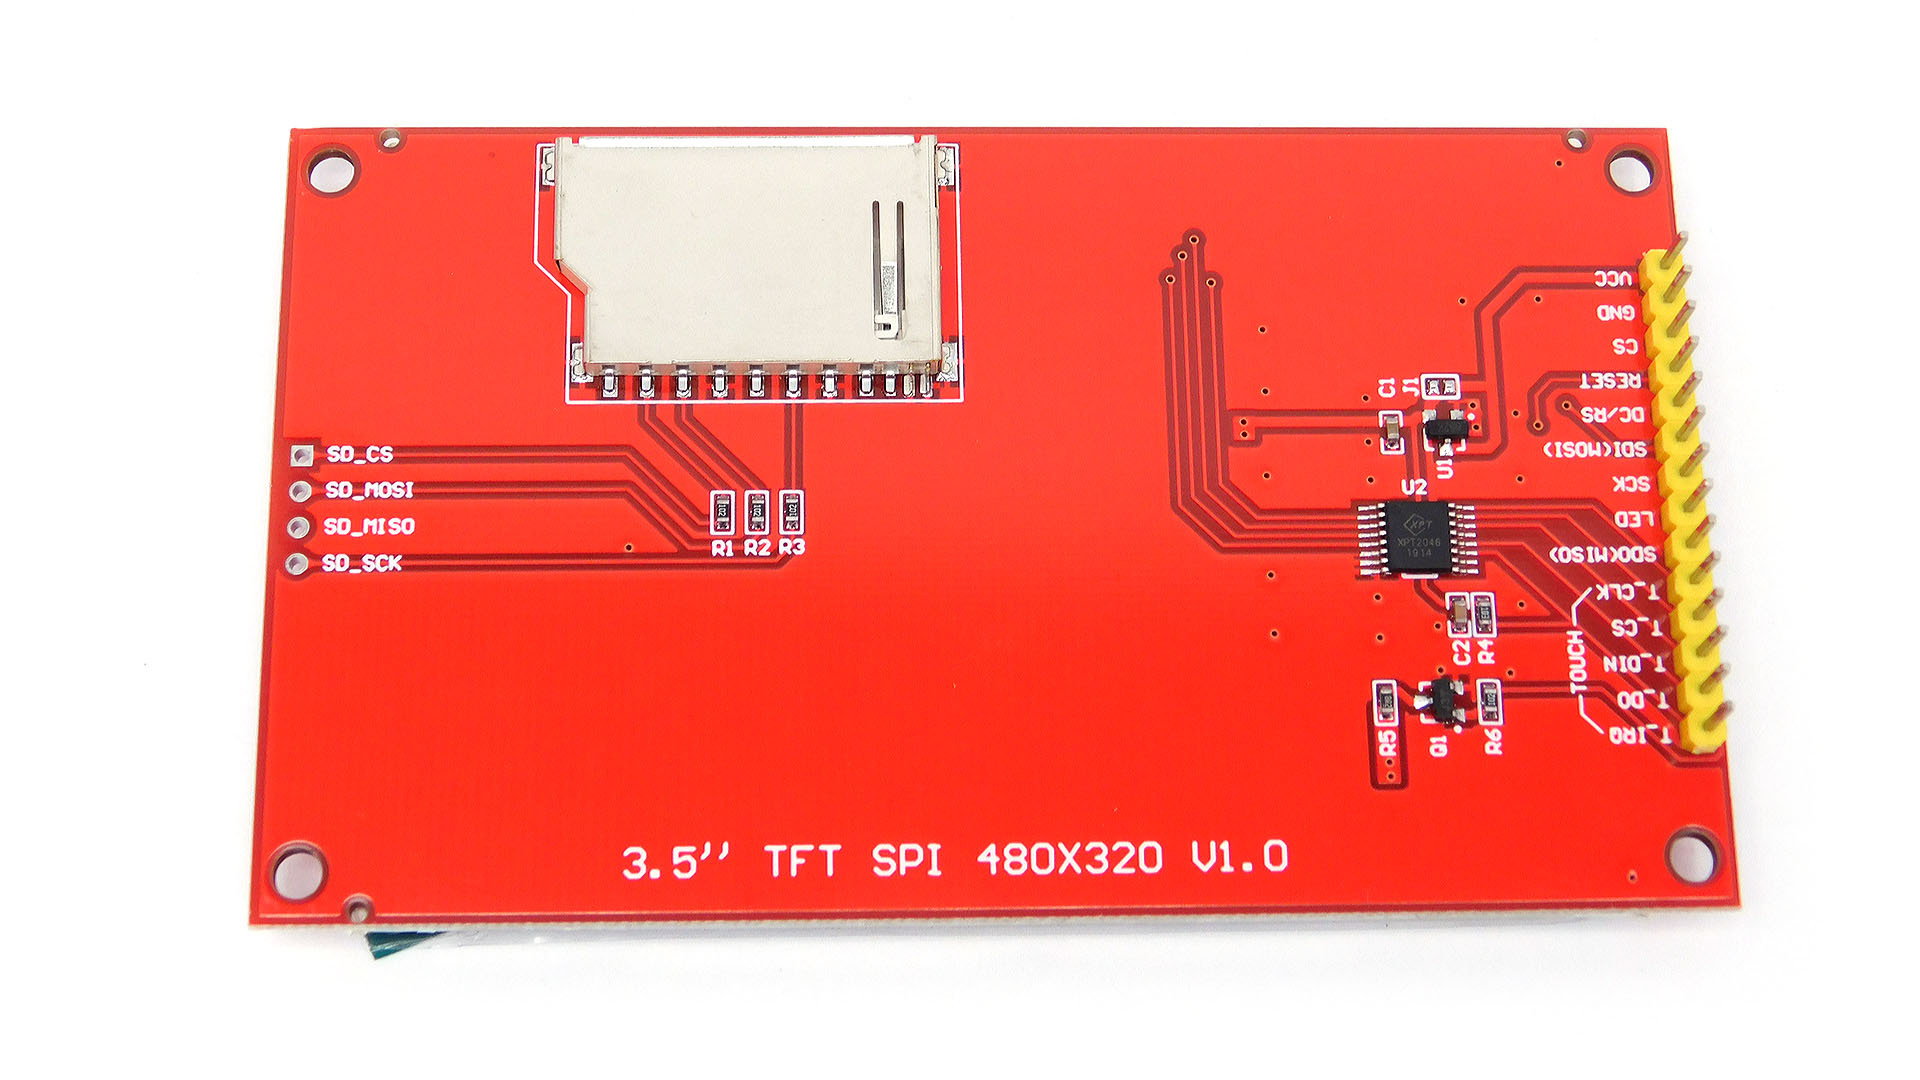 VCC
GND
CS
RESET
DC/RS
SDI(MOSI)
SCK
LED
SDO(MISO)
T_CLK
T_CS
T_DIN
T_DO
T_IRQ
TOUCH
SD_CS
SD_MOSI
SD_MISO
SD_SCK
R1 R2 R3
C1
J1
U1
U2
XPT
XPT2046
1914
C2
R4
R5
Q1
R6
3.5'' TFT SPI 480X320 V1.0